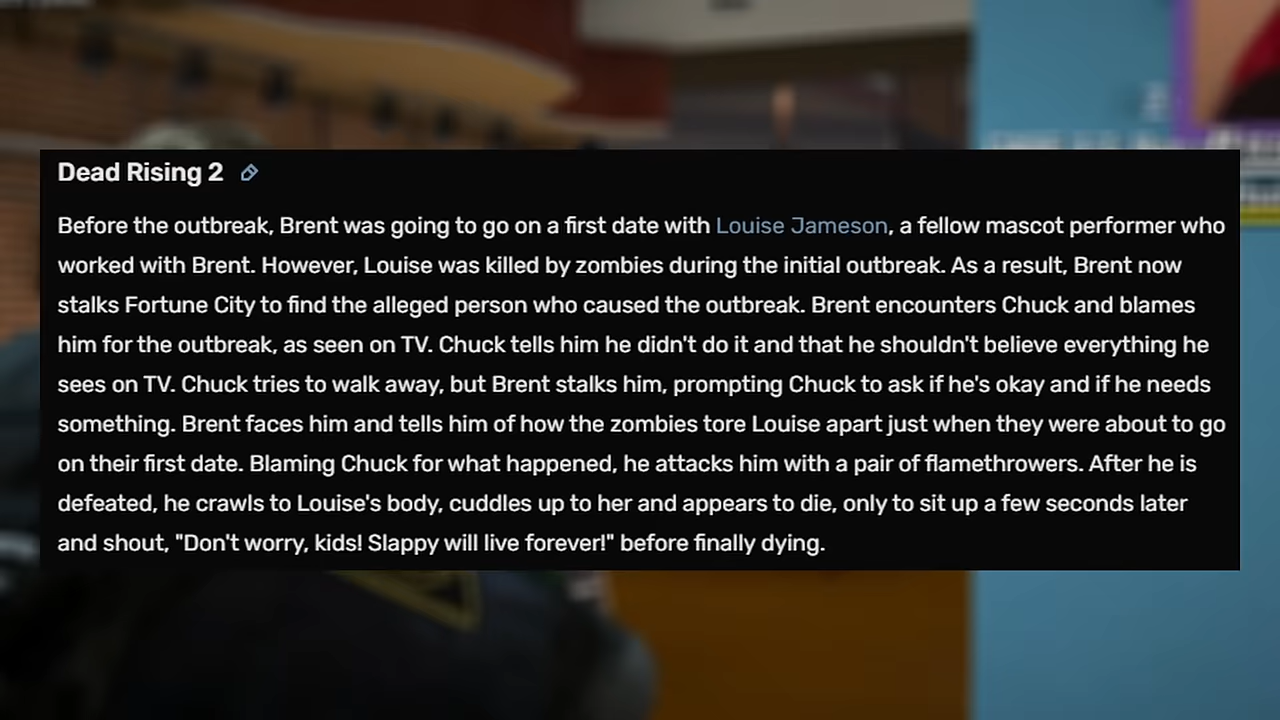 Dead Rising 2
Before the outbreak, Brent was going to go on a first date with Louise Jameson, a fellow mascot performer who
worked with Brent. However, Louise was killed by zombies during the initial outbreak. As a result, Brent now
stalks Fortune City to find the alleged person who caused the outbreak. Brent encounters Chuck and blames
him for the outbreak, as seen on TV. Chuck tells him he didn't do it and that he shouldn't believe everything he
sees on TV. Chuck tries to walk away, but Brent stalks him, prompting Chuck to ask if he's okay and if he needs
something. Brent faces him and tells him of how the zombies tore Louise apart just when they were about to go
on their first date. Blaming Chuck for what happened, he attacks him with a pair of flamethrowers. After he is
defeated, he crawls to Louise's body, cuddles up to her and appears to die, only to sit up a few seconds later
and shout, "Don't worry, kids! Slappy will live forever!" before finally dying.